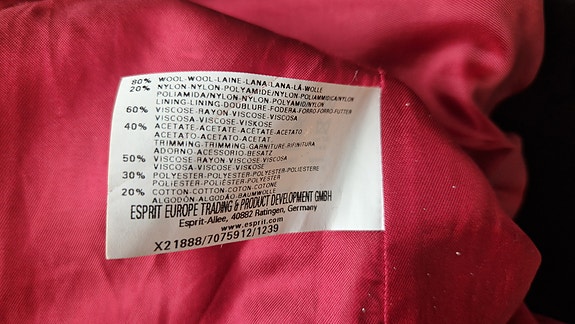 80% WOOL-WOOL-LAINE-LANA-LANA-LÃ-WOLLE
20% NYLON-NYLON-POLYAMIDE/NYLON-POLIAMMIDICA/NYLON
POLIAMIDA/NYLON-NYLON-POLYAMID/NYLON
LINING-LINING-DOUBLURE-FODERA-FORRO-FORRO-FUTTER
60% VISCOSE-RAYON-VISCOSE-VISCOSA
VISCOSA-VISCOSE-VISKOSE
40% ACETATE-ACETATE-ACÉTATE-ACETATO
ACETATO-ACETATO-ACETAT
TRIMMING-TRIMMING-GARNITURE-RIFINITURA
ADORNO-ACESSORIO-BESATZ
50% VISCOSE-RAYON-VISCOSE-VISCOSA
VISCOSA-VISCOSE-VISKOSE
30% POLYESTER-POLYESTER-POLYESTER-POLIESTERE
POLIESTER-POLIÉSTER-POLYESTER
20% COTTON-COTTON-COTON-COTONE
ALGODÓN-ALGODÃO-BAUMWOLLE
ESPRIT EUROPE TRADING & PRODUCT DEVELOPMENT GMBH
Esprit-Allee, 40882 Ratingen, Germany
www.esprit.com
X21888/7075912/1239